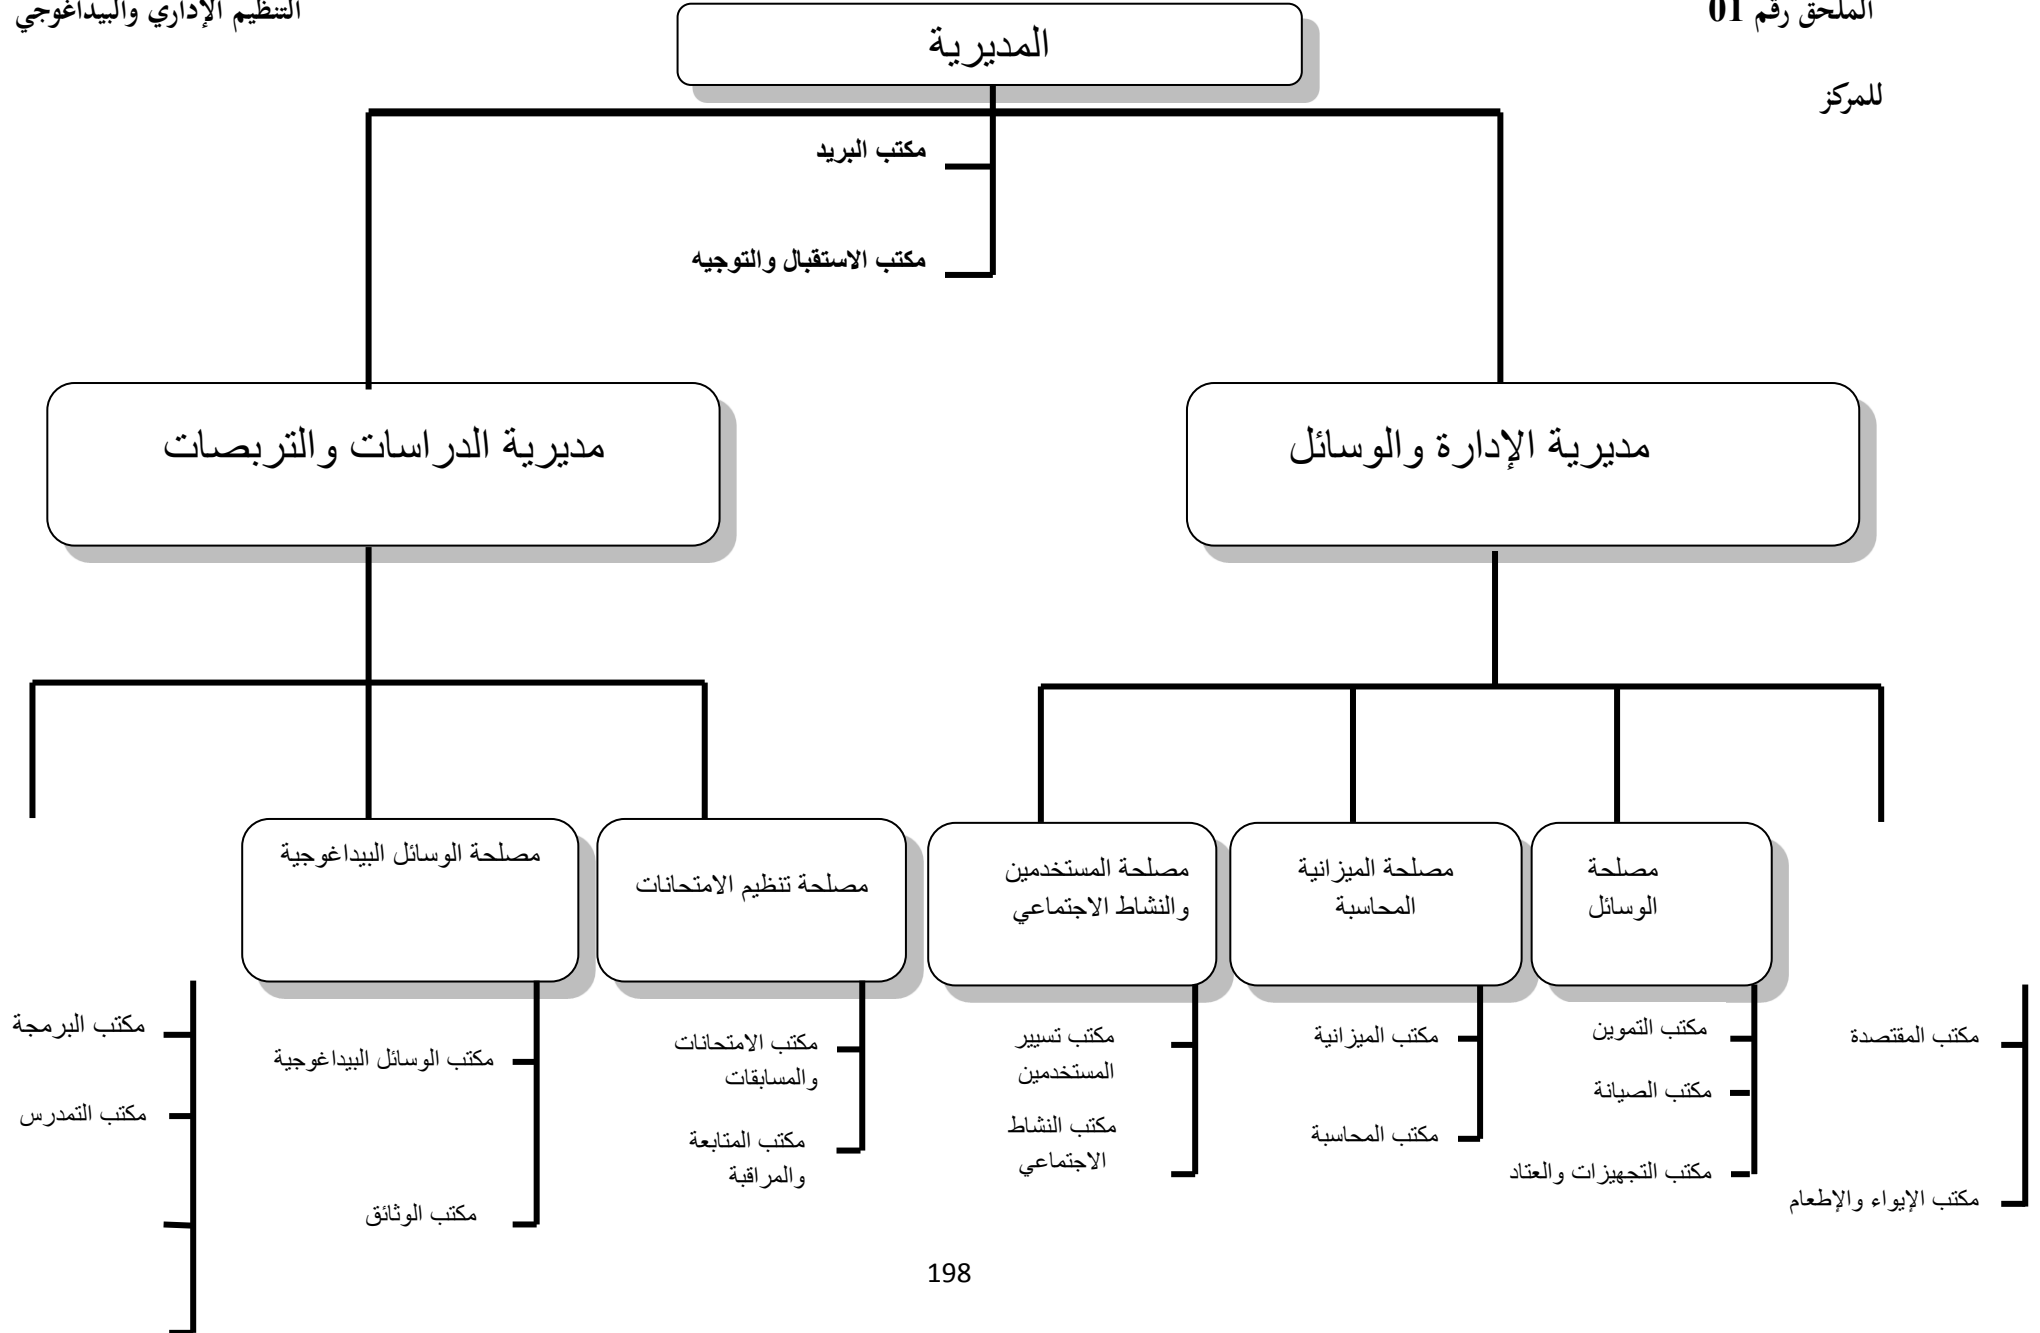 الملحق رقم 01
التنظيم الإداري والبيداغوجي
للمركز
المديرية
مكتب البريد
مكتب الاستقبال والتوجيه
مديرية الإدارة والوسائل
مديرية الدراسات والتربصات
مصلحة
الوسائل
مصلحة الميزانية
المحاسبة
مصلحة المستخدمين
والنشاط الاجتماعي
مصلحة تنظيم الامتحانات
مصلحة الوسائل البيداغوجية
مكتب المقتصدة
مكتب الإيواء والإطعام
مكتب التموين
مكتب الصيانة
مكتب التجهيزات والعتاد
مكتب الميزانية
مكتب المحاسبة
مكتب تسيير
المستخدمين
مكتب النشاط
الاجتماعي
مكتب الامتحانات
والمسابقات
مكتب المتابعة
والمراقبة
مكتب الوسائل البيداغوجية
مكتب الوثائق
مكتب البرمجة
مكتب التمدرس
198